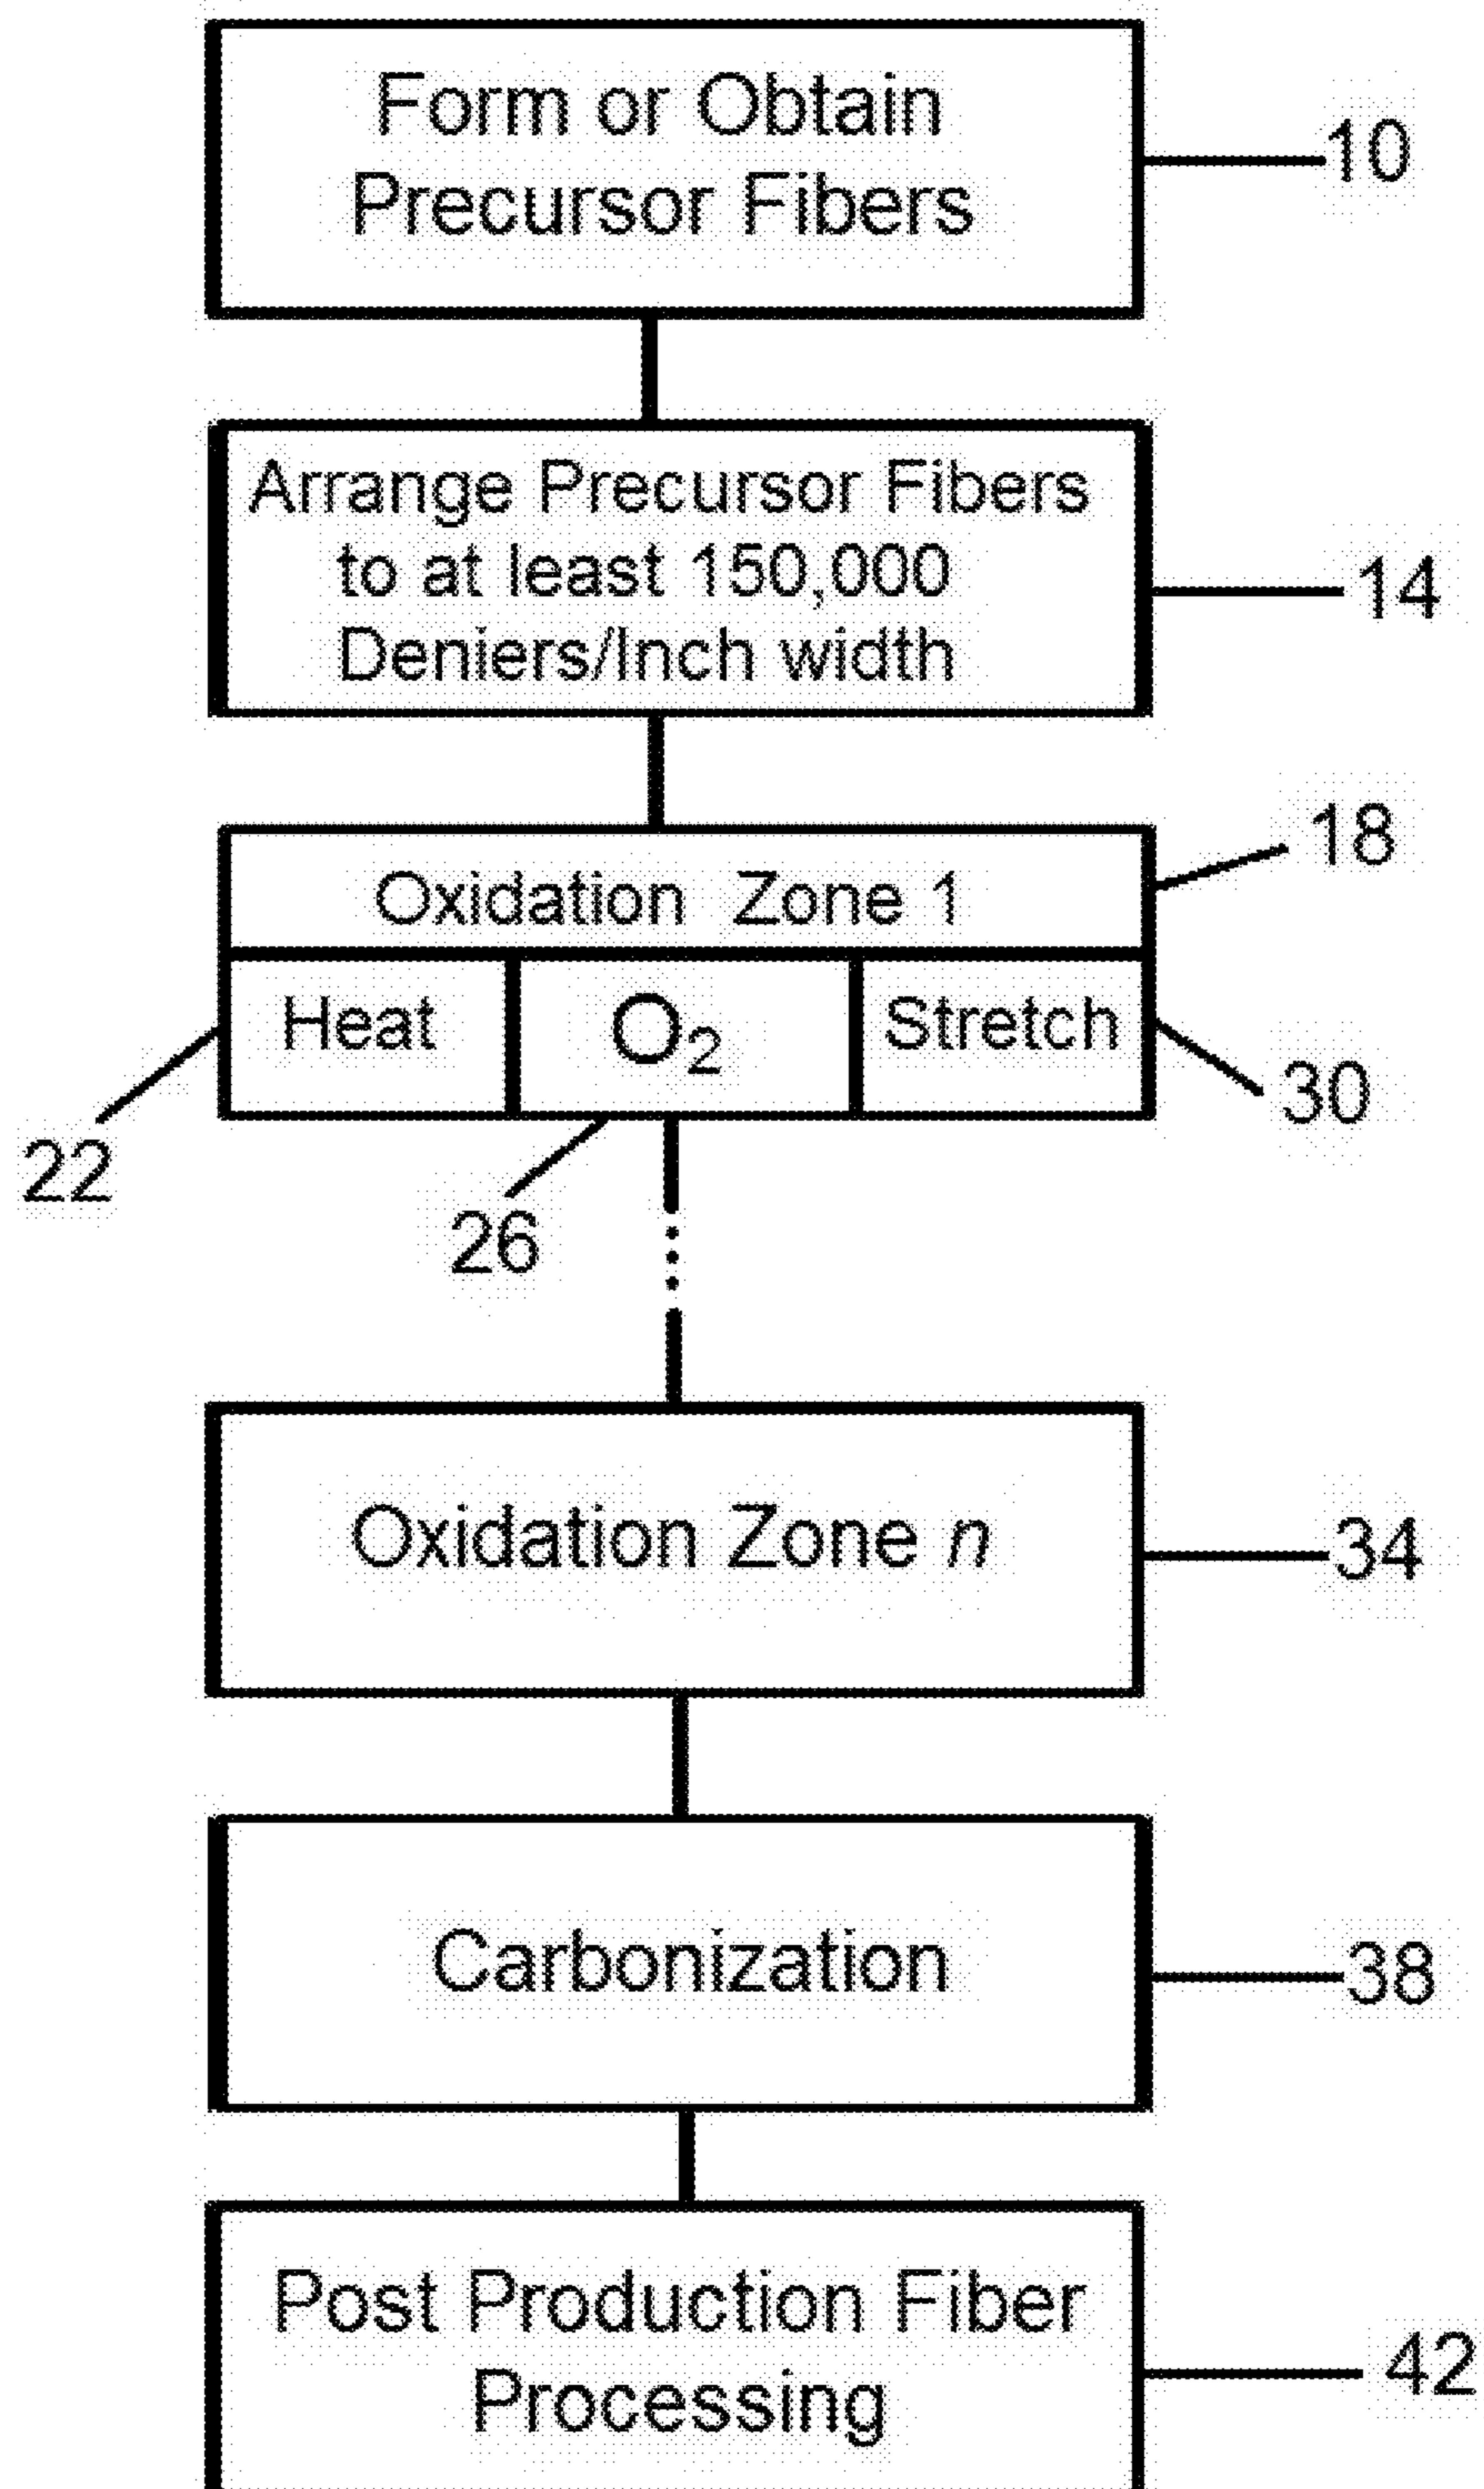 Form or Obtain
Precursor Fibers
10
Arrange Precursor Fibers
to at least 150,000
Deniers/Inch width
14
Oxidation Zone 1
18
Heat
O₂
Stretch
22
26
30
Oxidation Zone n
34
Carbonization
38
Post Production Fiber
Processing
42